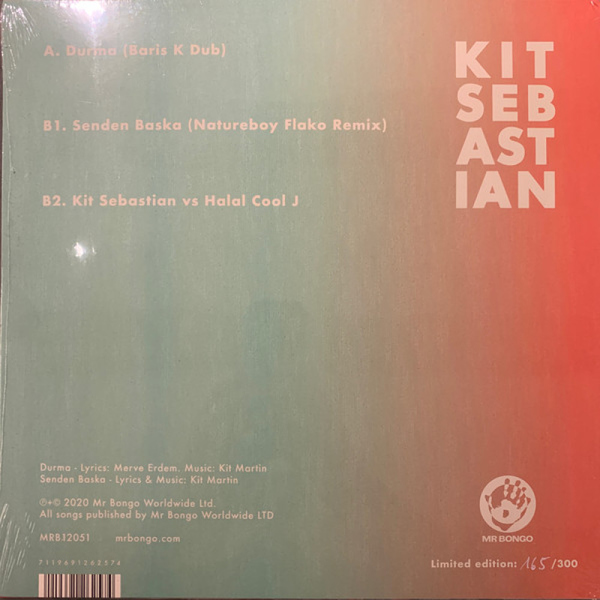 A. Durma (Baris K Dub)
B1. Senden Baska (Natureboy Flako Remix)
B2. Kit Sebastian vs Halal Cool J
KIT
SEB
AST
IAN
Durma - Lyrics: Merve Erdem. Music: Kit Martin
Senden Baska - Lyrics & Music: Kit Martin
℗+© 2020 Mr Bongo Worldwide Ltd.
All songs published by Mr Bongo Worldwide LTD
MRB12051 mrbongo.com
7119691262574
MR BONGO
Limited edition: 165/300